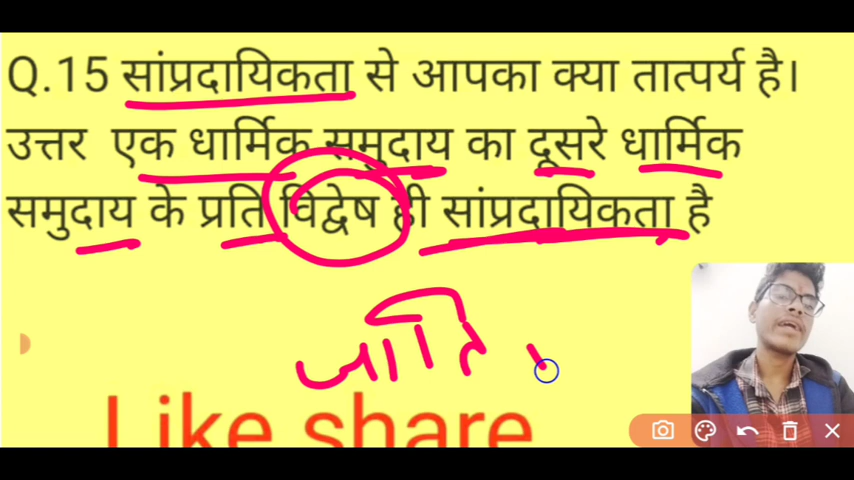 Q.15 सांप्रदायिकता से आपका क्या तात्पर्य है।
उत्तर एक धार्मिक समुदाय का दूसरे धार्मिक
समुदाय के प्रति विद्वेष ही सांप्रदायिकता है
जाति
Like share